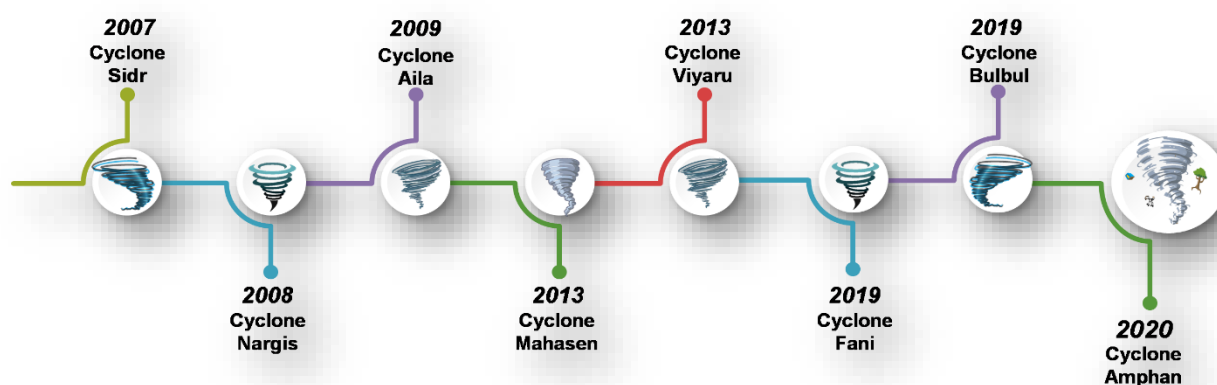 2007
Cyclone
Sidr
2008
Cyclone
Nargis
2009
Cyclone
Aila
2013
Cyclone
Mahasen
2013
Cyclone
Viyaru
2019
Cyclone
Fani
2019
Cyclone
Bulbul
2020
Cyclone
Amphan